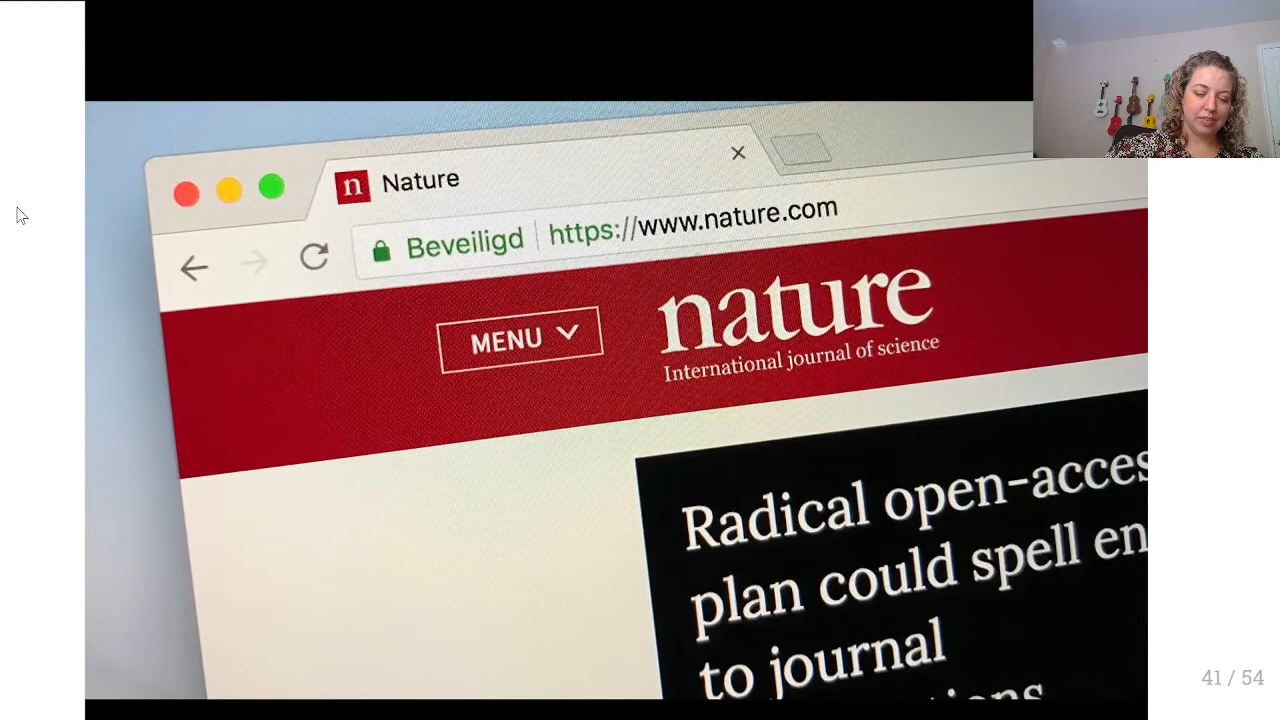 n Nature
Beveiligd https://www.nature.com
MENU
nature
International journal of science
Radical open-acces
plan could spell en
to journal
41 / 54